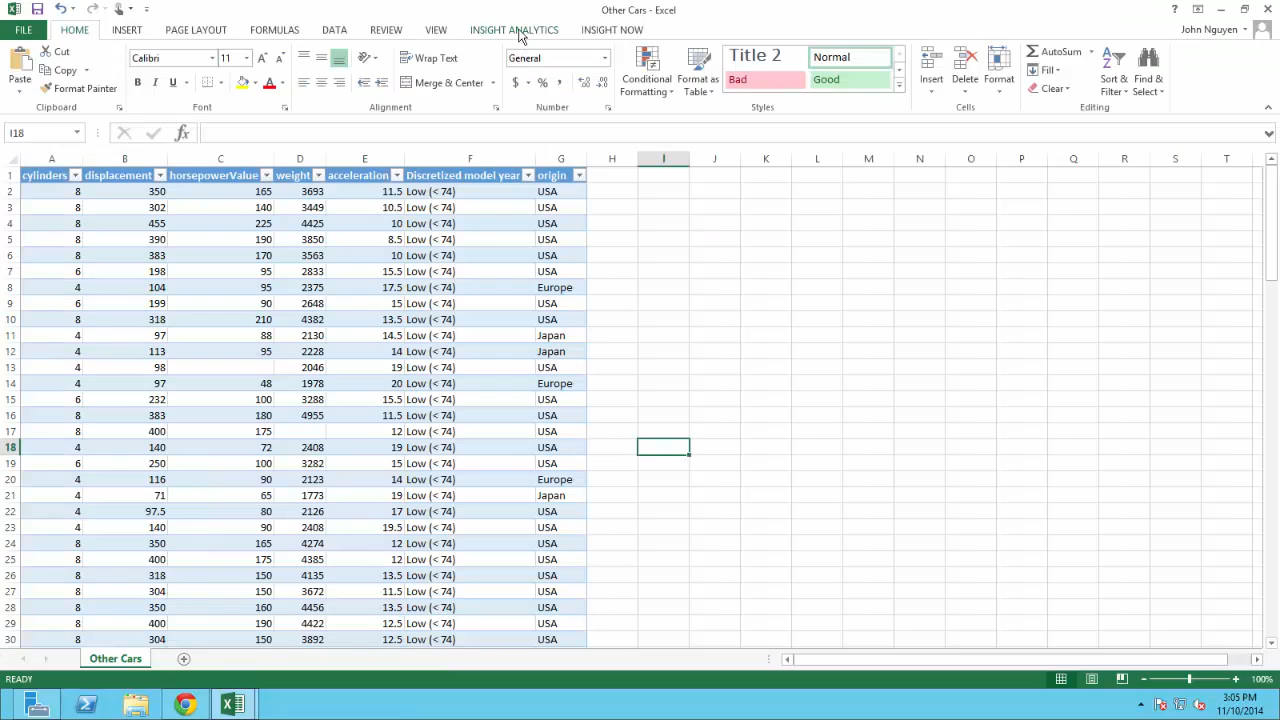 Other Cars - Excel
FILE HOME INSERT PAGE LAYOUT FORMULAS DATA REVIEW VIEW INSIGHT ANALYTICS INSIGHT NOW John Nguyen
Paste Cut Copy Format Painter
Calibri 11 B I U A
Wrap Text Merge & Center
General $ %
Conditional Formatting Format as Table
Title 2 Normal
Bad Good
Insert Delete Format
AutoSum Fill Clear
Sort & Filter Find & Select
Clipboard Font Alignment Number Styles Cells Editing
I18 fx
A B C D E F G H I J K L M N O P Q R S T
1 cylinders displacement horsepowerValue weight acceleration Discretized model year origin
2 8 350 165 3693 11.5 Low (< 74) USA
3 8 302 140 3449 10.5 Low (< 74) USA
4 8 455 225 4425 10 Low (< 74) USA
5 8 390 190 3850 8.5 Low (< 74) USA
6 8 383 170 3563 10 Low (< 74) USA
7 6 198 95 2833 15.5 Low (< 74) USA
8 4 104 95 2375 17.5 Low (< 74) Europe
9 6 199 90 2648 15 Low (< 74) USA
10 8 318 210 4382 13.5 Low (< 74) USA
11 4 97 88 2130 14.5 Low (< 74) Japan
12 4 113 95 2228 14 Low (< 74) Japan
13 4 98 2046 19 Low (< 74) USA
14 4 97 48 1978 20 Low (< 74) Europe
15 6 232 100 3288 15.5 Low (< 74) USA
16 8 383 180 4955 11.5 Low (< 74) USA
17 8 400 175 12 Low (< 74) USA
18 4 140 72 2408 19 Low (< 74) USA
19 6 250 100 3282 15 Low (< 74) USA
20 4 116 90 2123 14 Low (< 74) Europe
21 4 71 65 1773 19 Low (< 74) Japan
22 4 97.5 80 2126 17 Low (< 74) USA
23 4 140 90 2408 19.5 Low (< 74) USA
24 8 350 165 4274 12 Low (< 74) USA
25 8 400 175 4385 12 Low (< 74) USA
26 8 318 150 4135 13.5 Low (< 74) USA
27 8 304 150 3672 11.5 Low (< 74) USA
28 8 350 160 4456 13.5 Low (< 74) USA
29 8 400 190 4422 12.5 Low (< 74) USA
30 8 304 150 3892 12.5 Low (< 74) USA
Other Cars
READY 100%
3:05 PM
11/10/2014